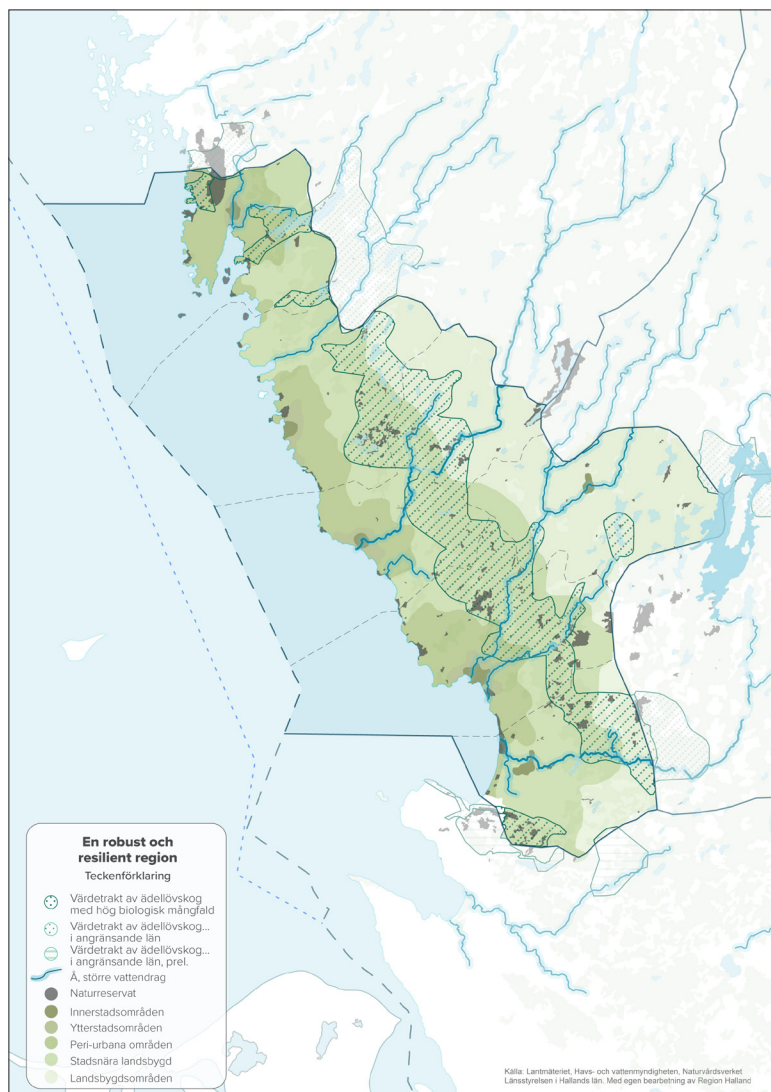 En robust och
resilient region
Teckenförklaring
Värdetrakt av ädellövskog
med hög biologisk mångfald
Värdetrakt av ädellövskog...
i angränsande län
Värdetrakt av ädellövskog...
i angränsande län, prel.
Å, större vattendrag
Naturreservat
Innerstadsområden
Ytterstadsområden
Peri-urbana områden
Stadsnära landsbygd
Landsbygdsområden
Källa: Lantmäteriet, Havs- och vattenmyndigheten, Naturvårdsverket
Länsstyrelsen i Hallands län. Med egen bearbetning av Region Halland